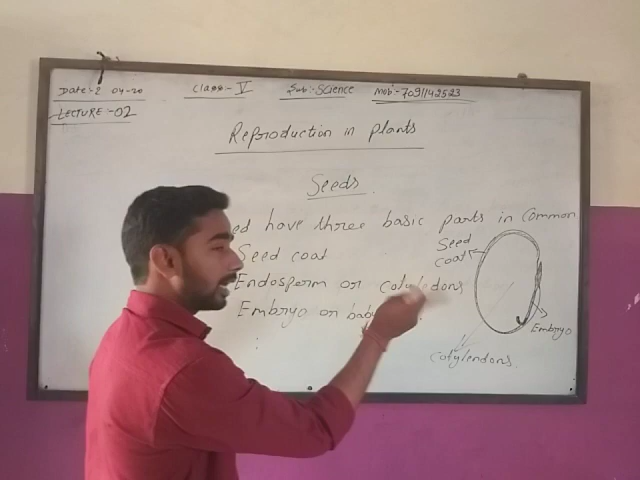 Date:-2 04-20 Class-V Sub:-Science Mob:-7091142523
LECTURE:-02
Reproduction in plants
Seeds
ed have three basic parts in Common
Seed coat
Endosperm or cotyledons
Embryo or baby
Seed
coat
Embryo
Cotylendons.